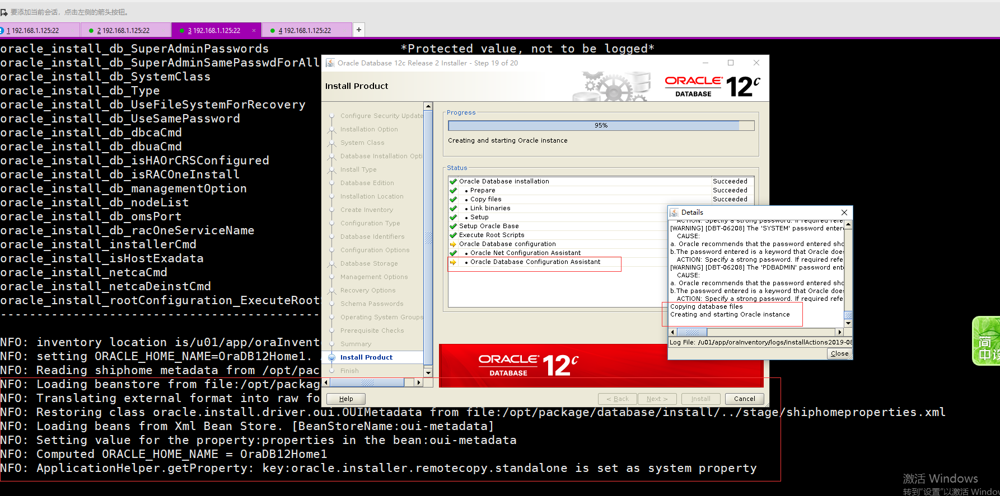 要添加当前会话，点击左侧的箭头按钮。
1 192.168.1.125:22
2 192.168.1.125:22
3 192.168.1.125:22 ×
4 192.168.1.125:22
+
oracle_install_db_SuperAdminPasswords *Protected value, not to be logged*
oracle_install_db_SuperAdminSamePasswdForAll
oracle_install_db_SystemClass
oracle_install_db_Type
oracle_install_db_UseFileSystemForRecovery
oracle_install_db_UseSamePassword
oracle_install_db_dbcaCmd
oracle_install_db_dbuaCmd
oracle_install_db_isHAOrCRSConfigured
oracle_install_db_isRACOneInstall
oracle_install_db_managementOption
oracle_install_db_nodeList
oracle_install_db_omsPort
oracle_install_db_racOneServiceName
oracle_install_installerCmd
oracle_install_isHostExadata
oracle_install_netcaCmd
oracle_install_netcaDeinstCmd
oracle_install_rootConfiguration_ExecuteRoot
--------------------------------------------
NFO: inventory location is/u01/app/oraInvent
NFO: setting ORACLE_HOME_NAME=OraDB12Home1.
NFO: Reading shiphome metadata from /opt/pac
NFO: Loading beanstore from file:/opt/packag
NFO: Translating external format into raw fo
NFO: Restoring class oracle.install.driver.oui.OUIMetadata from file:/opt/package/database/install/../stage/shiphomeproperties.xml
NFO: Loading beans from Xml Bean Store. [BeanStoreName:oui-metadata]
NFO: Setting value for the property:properties in the bean:oui-metadata
NFO: Computed ORACLE_HOME_NAME = OraDB12Home1
NFO: ApplicationHelper.getProperty: key:oracle.installer.remotecopy.standalone is set as system property
Oracle Database 12c Release 2 Installer - Step 19 of 20
Install Product
ORACLE DATABASE 12c
Configure Security Update
Installation Option
System Class
Database Installation Opti
Install Type
Database Edition
Installation Location
Create Inventory
Configuration Type
Database Identifiers
Configuration Options
Database Storage
Management Options
Recovery Options
Schema Passwords
Operating System Groups
Prerequisite Checks
Summary
Install Product
Finish
Progress
95%
Creating and starting Oracle instance
Status
Oracle Database installation Succeeded
• Prepare Succeeded
• Copy files Succeeded
• Link binaries
• Setup
Setup Oracle Base
Execute Root Scripts
Oracle Database configuration
• Oracle Net Configuration Assistant
• Oracle Database Configuration Assistant
ORACLE DATABASE 12c
Help
< Back
Next >
Install
Cancel
Details
ACTION: Specify a strong password. If required refe
[WARNING] [DBT-06208] The 'SYSTEM' password enter
CAUSE:
a. Oracle recommends that the password entered sho
b.The password entered is a keyword that Oracle doe
ACTION: Specify a strong password. If required refe
[WARNING] [DBT-06208] The 'PDBADMIN' password ent
CAUSE:
a. Oracle recommends that the password entered sho
b.The password entered is a keyword that Oracle doe
ACTION: Specify a strong password. If required refe
Copying database files
Creating and starting Oracle instance
Log File: /u01/app/oraInventory/logs/installActions2019-08
Close
简
中
激活 Windows
转到"设置"以激活 Windo